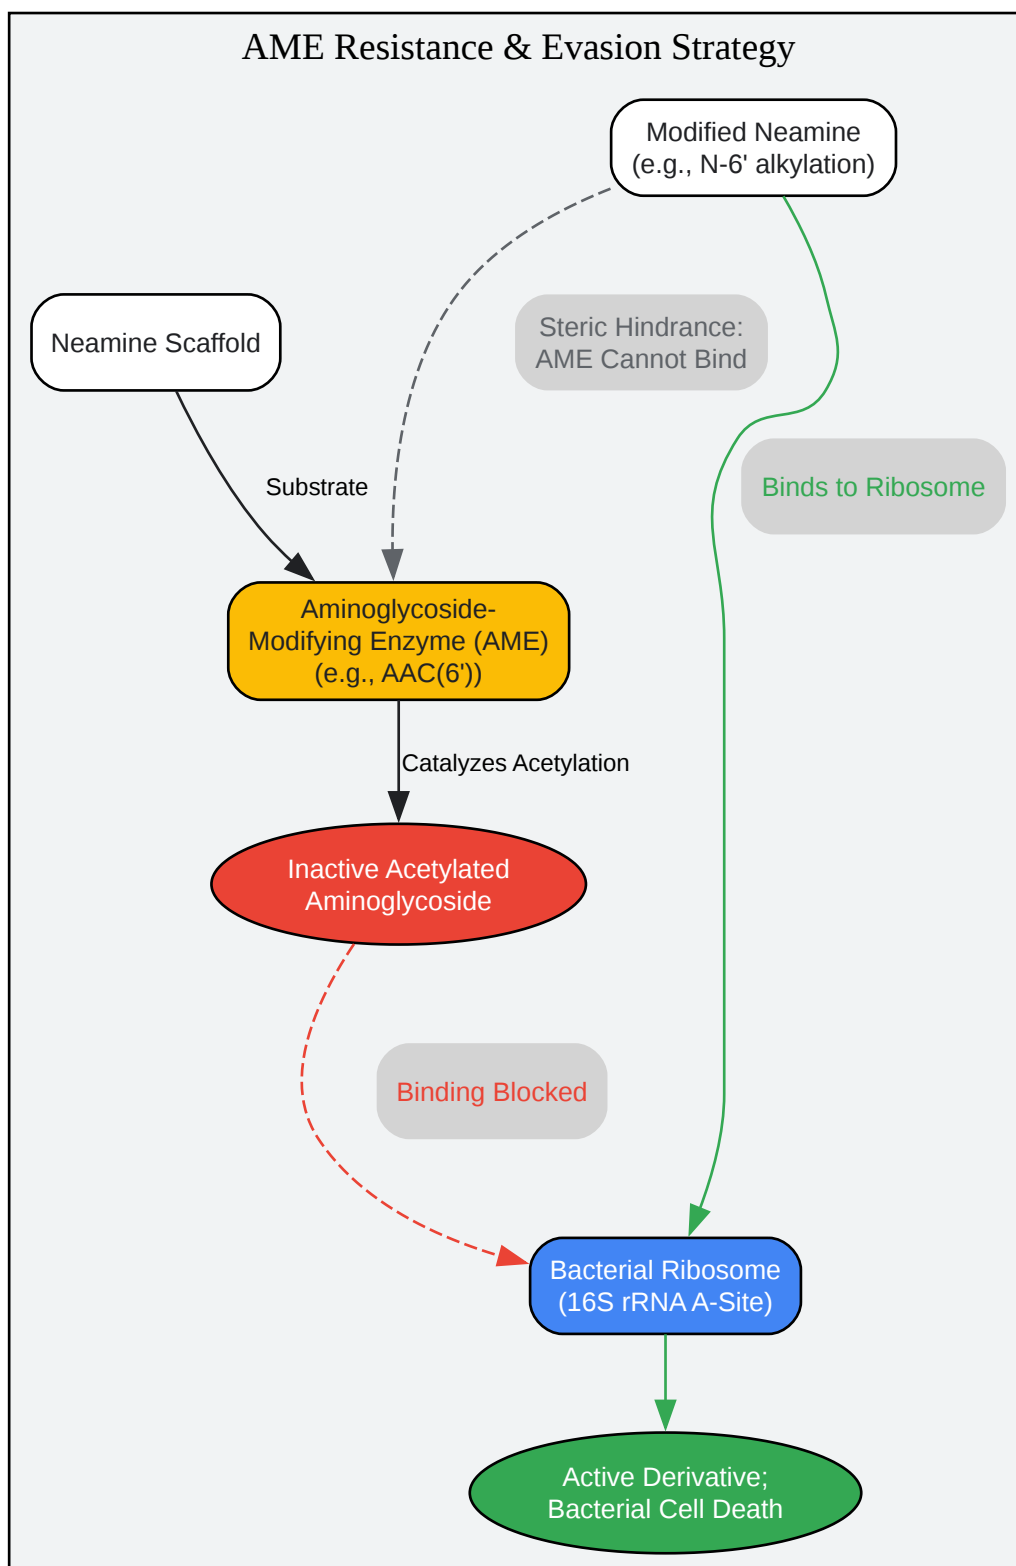 AME Resistance & Evasion Strategy
Modified Neamine
(e.g., N-6' alkylation)
Neamine Scaffold
Steric Hindrance:
AME Cannot Bind
Substrate
Binds to Ribosome
Aminoglycoside-
Modifying Enzyme (AME)
(e.g., AAC(6'))
Catalyzes Acetylation
Inactive Acetylated
Aminoglycoside
Binding Blocked
Bacterial Ribosome
(16S rRNA A-Site)
Active Derivative;
Bacterial Cell Death